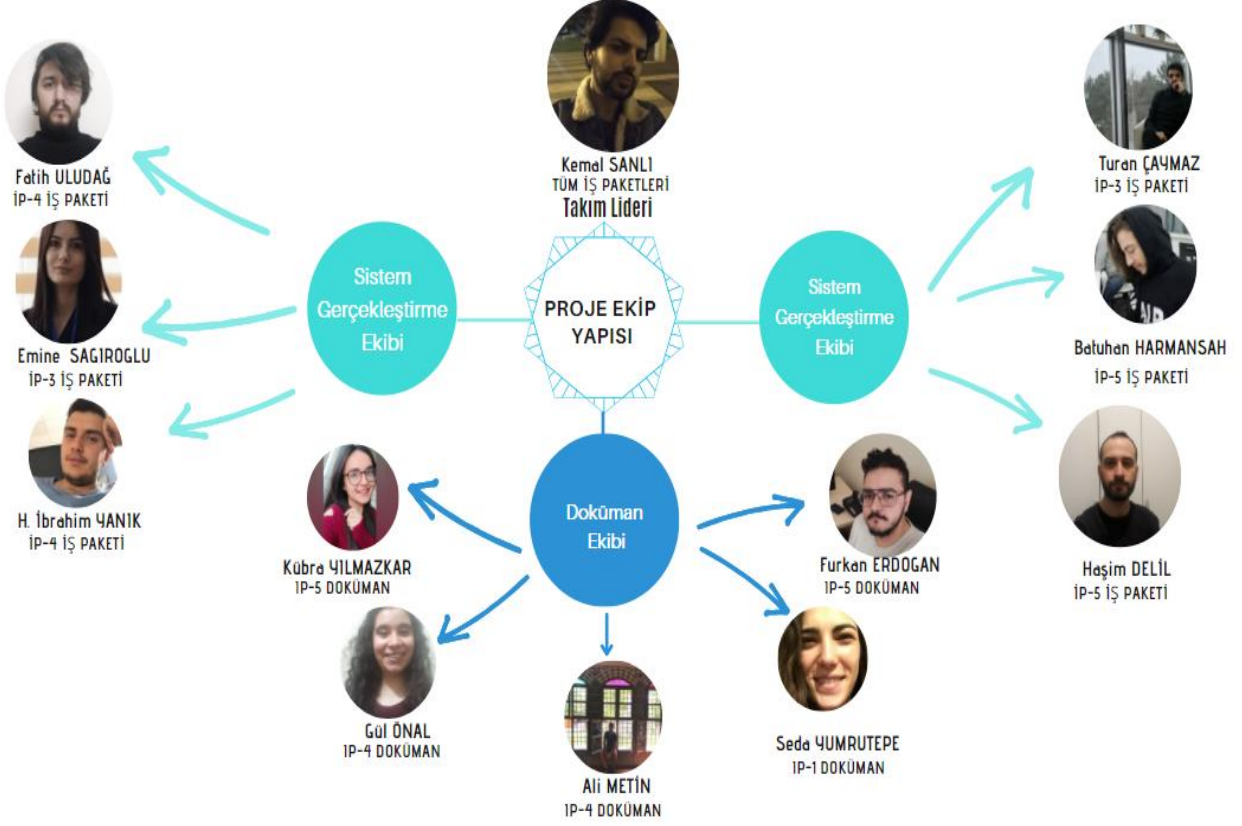 Kemal SANLI
TÜM İŞ PAKETLERİ
Takım Lideri
PROJE EKİP
YAPISI
Sistem
Gerçekleştirme
Ekibi
Fatih ULUDAĞ
İP-4 İŞ PAKETİ
Emine SAGIROGLU
İP-3 İŞ PAKETİ
H. İbrahim YANIK
İP-4 İŞ PAKETİ
Sistem
Gerçekleştirme
Ekibi
Turan ÇAYMAZ
İP-3 İŞ PAKETİ
Batuhan HARMANSAH
İP-5 İŞ PAKETİ
Haşim DELİL
İP-5 İŞ PAKETİ
Doküman
Ekibi
Kübra YILMAZKAR
IP-5 DOKÜMAN
Gül ÖNAL
IP-4 DOKÜMAN
Ali METİN
IP-4 DOKÜMAN
Seda YUMRUTEPE
IP-1 DOKÜMAN
Furkan ERDOGAN
IP-5 DOKÜMAN